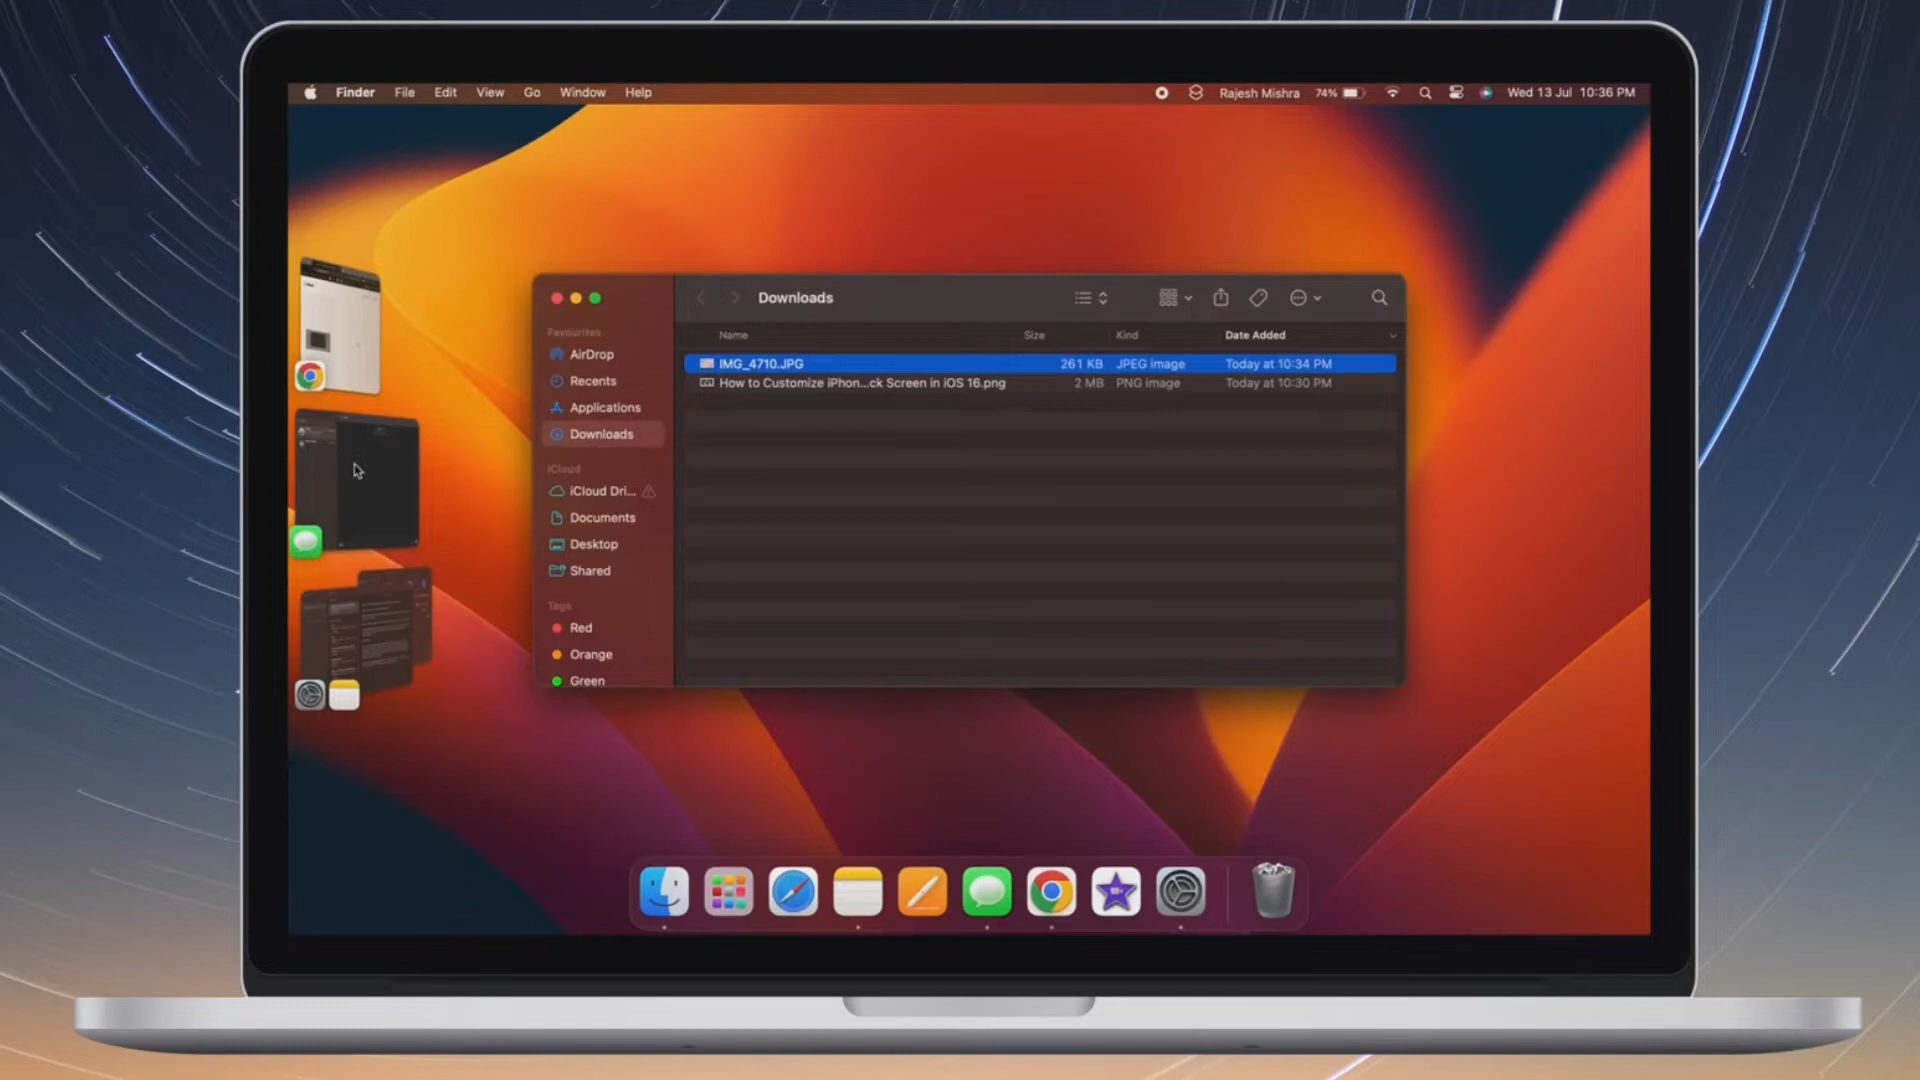 Finder File Edit View Go Window Help Rajesh Mishra 74% Wed 13 Jul 10:36 PM
Downloads
Favourites
AirDrop
Recents
Applications
Downloads
iCloud
iCloud Dri...
Documents
Desktop
Shared
Tags
Red
Orange
Green
Name Size Kind Date Added
IMG_4710.JPG 261 KB JPEG image Today at 10:34 PM
How to Customize iPhon...ck Screen in iOS 16.png 2 MB PNG image Today at 10:30 PM